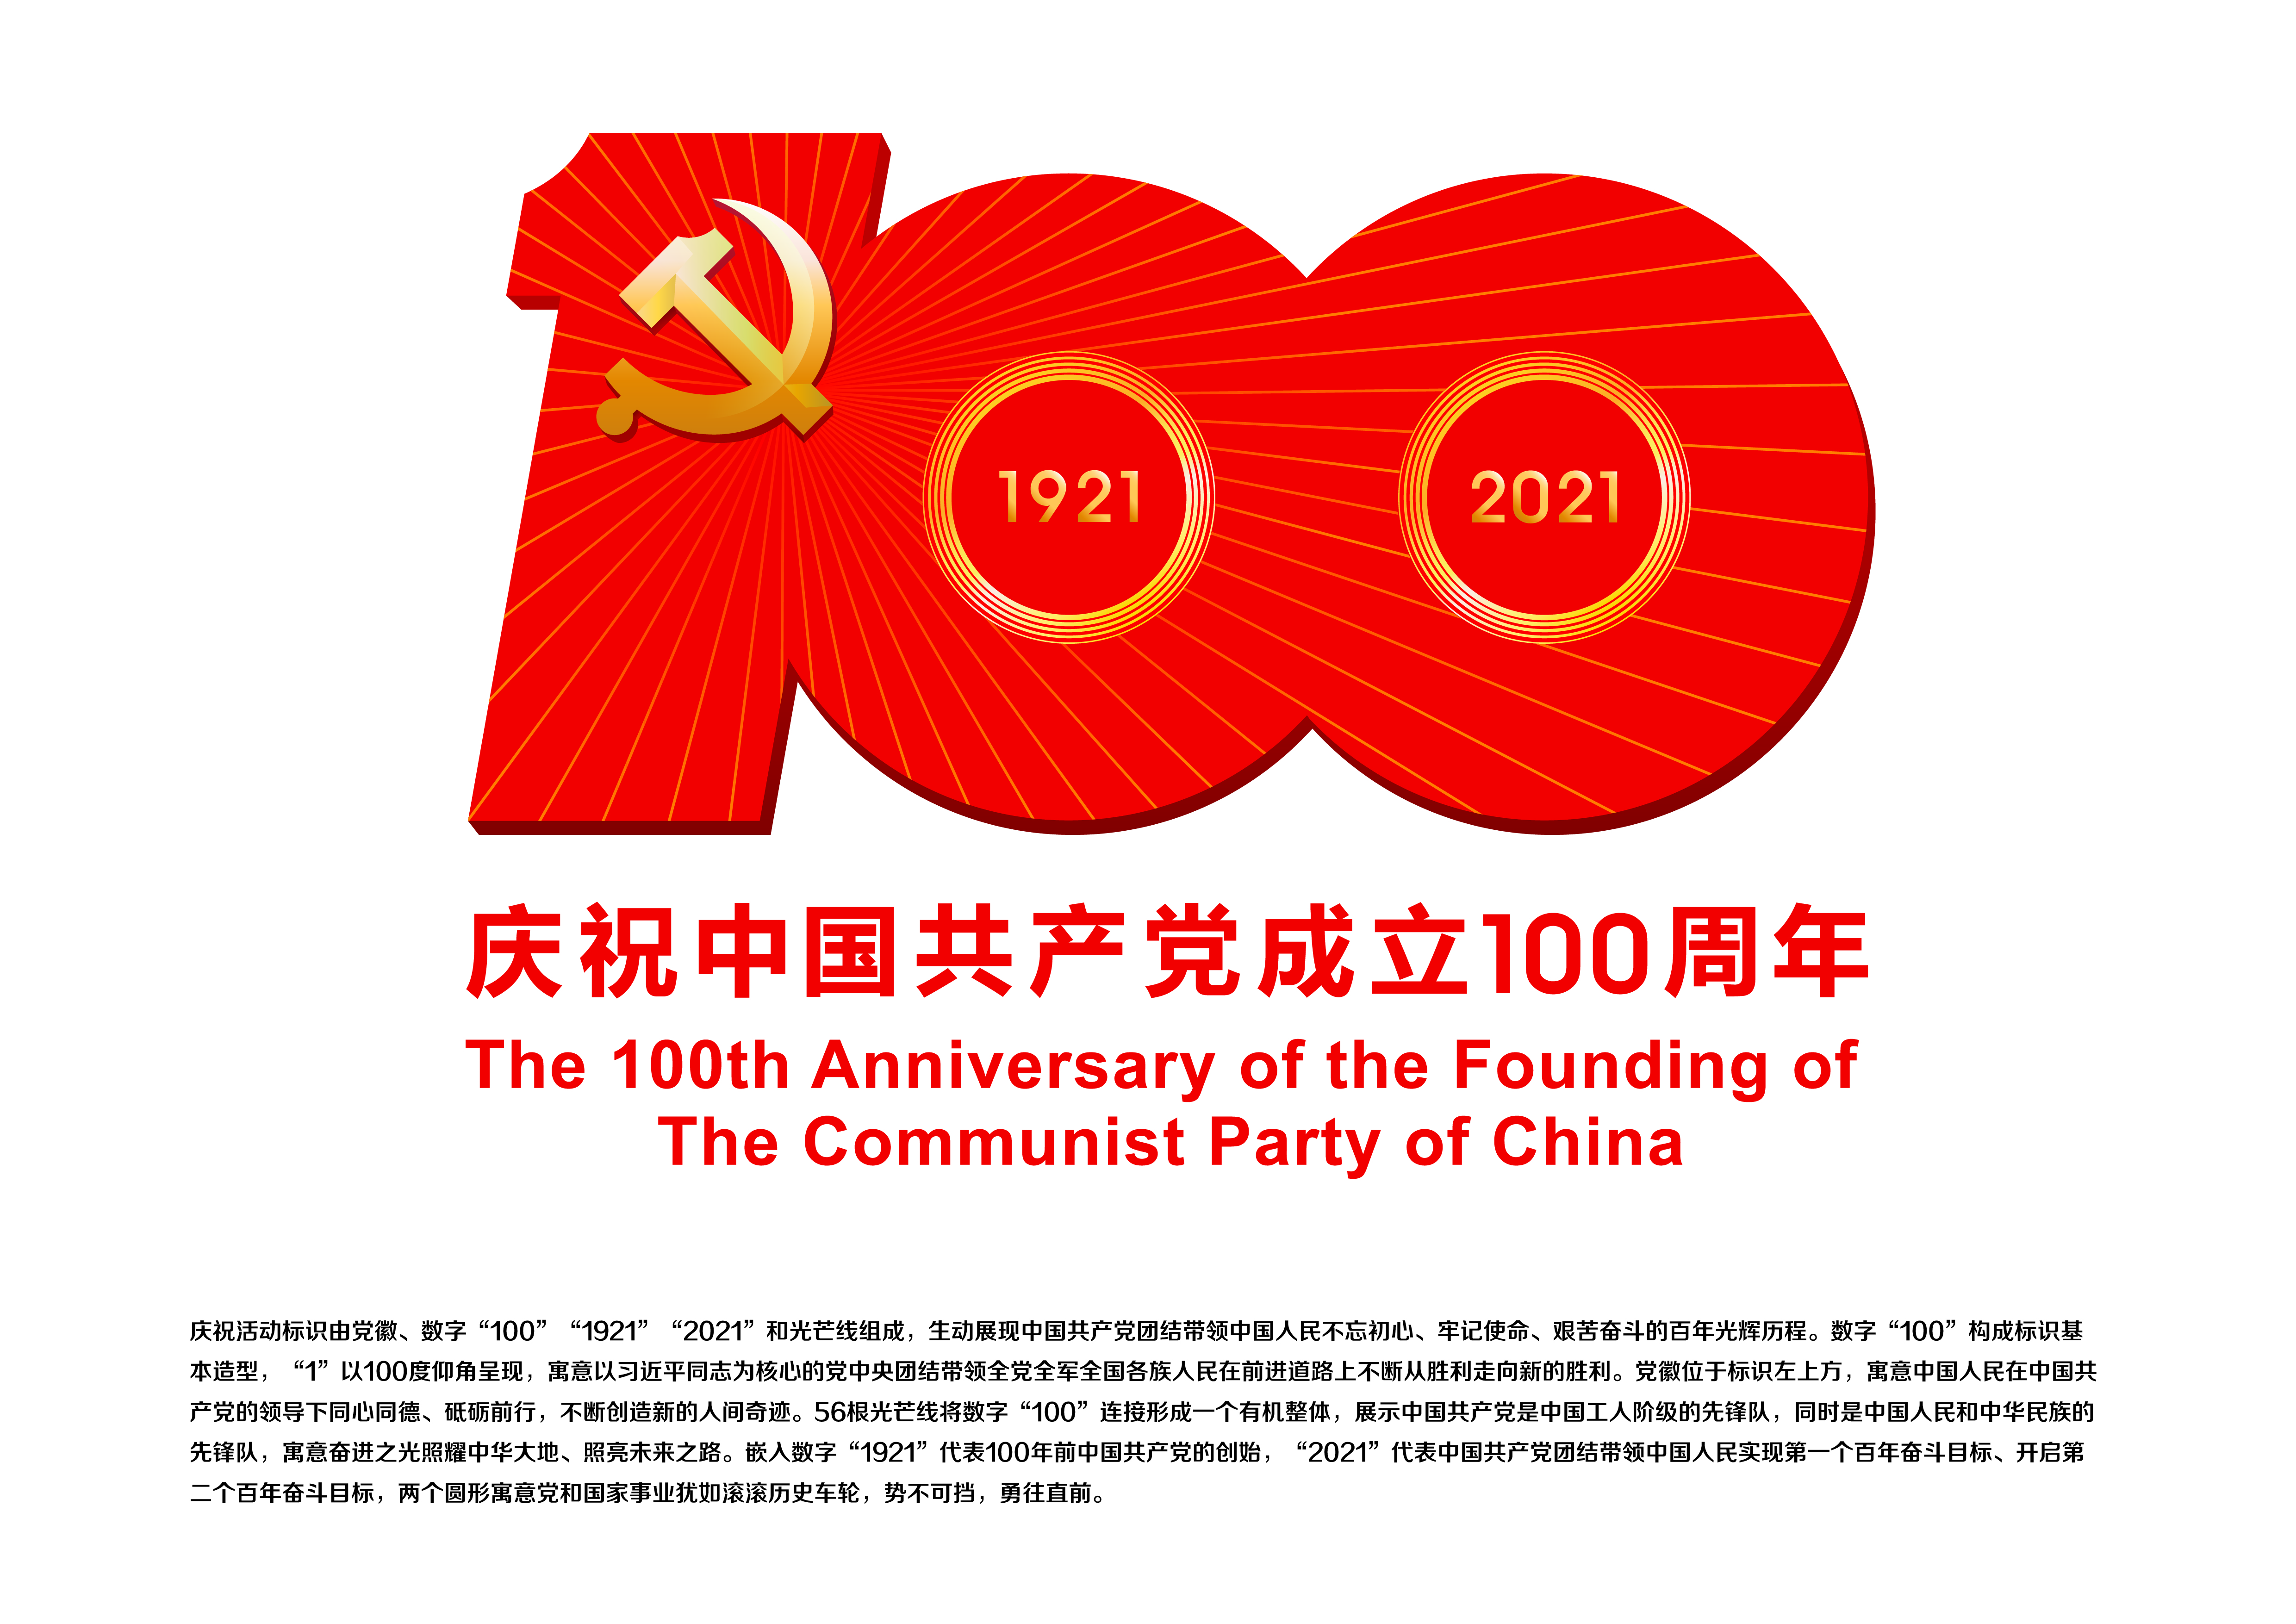 100
1921
2021
庆祝中国共产党成立100周年
The 100th Anniversary of the Founding of
The Communist Party of China
庆祝活动标识由党徽、数字“100”“1921”“2021”和光芒线组成，生动展现中国共产党团结带领中国人民不忘初心、牢记使命、艰苦奋斗的百年光辉历程。数字“100”构成标识基
本造型，“1”以100度仰角呈现，寓意以习近平同志为核心的党中央团结带领全党全军全国各族人民在前进道路上不断从胜利走向新的胜利。党徽位于标识左上方，寓意中国人民在中国共
产党的领导下同心同德、砥砺前行，不断创造新的人间奇迹。56根光芒线将数字“100”连接形成一个有机整体，展示中国共产党是中国工人阶级的先锋队，同时是中国人民和中华民族的
先锋队，寓意奋进之光照耀中华大地、照亮未来之路。嵌入数字“1921”代表100年前中国共产党的创始，“2021”代表中国共产党团结带领中国人民实现第一个百年奋斗目标、开启第
二个百年奋斗目标，两个圆形寓意党和国家事业犹如滚滚历史车轮，势不可挡，勇往直前。